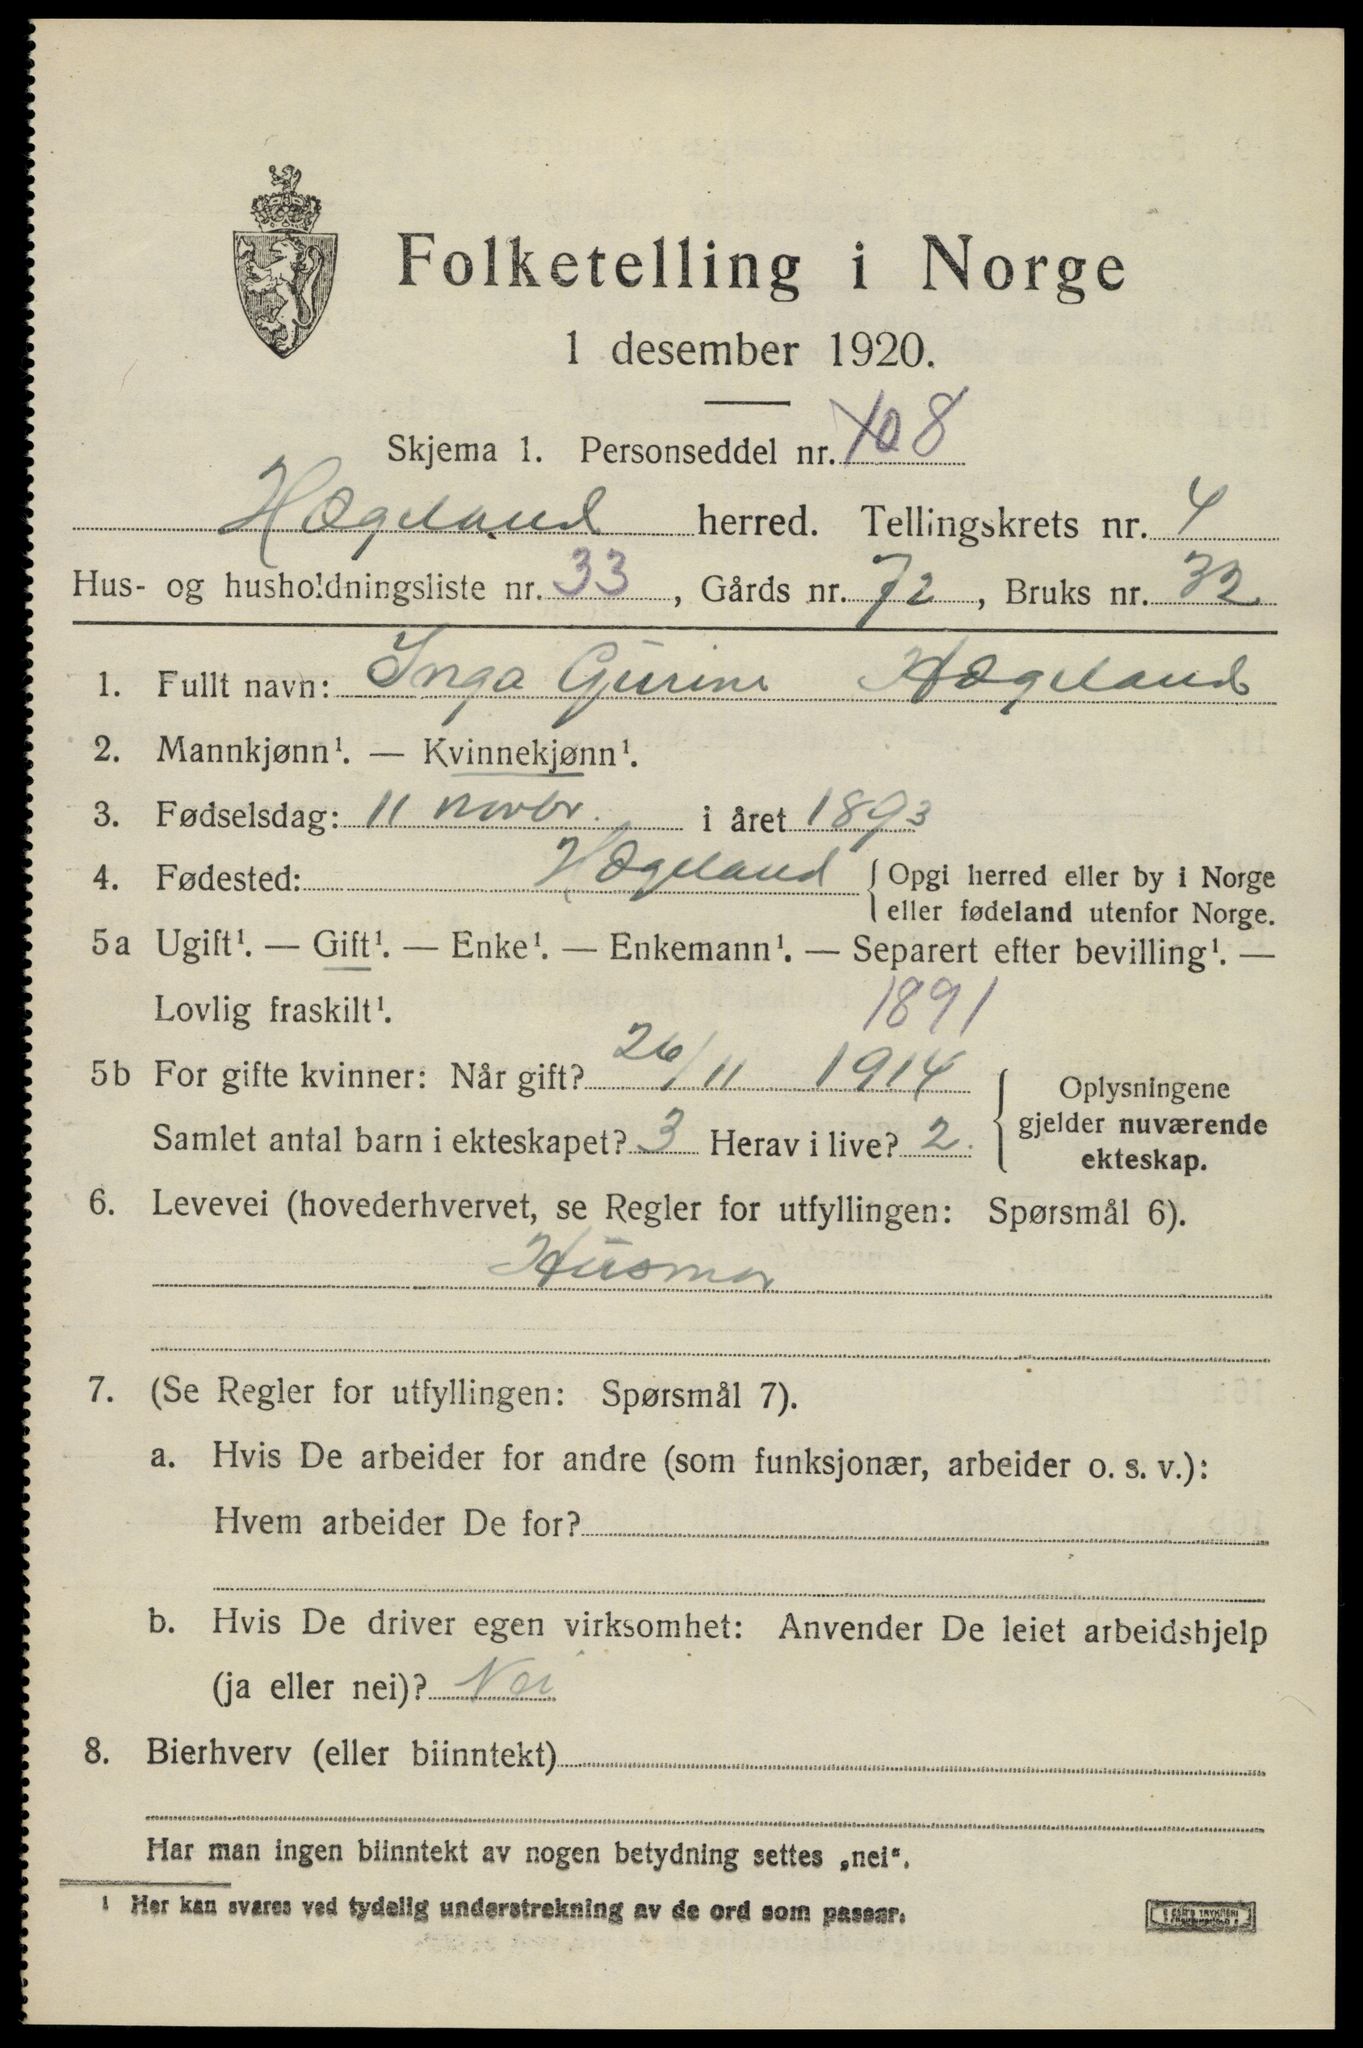 Folketelling i Norge
1 desember 1920.
Skjema 1. Personseddel nr. 108
Hægeland herred. Tellingskrets nr. 4
Hus- og husholdningsliste nr. 33, Gårds nr. 72, Bruks nr. 32
1. Fullt navn: Inga Gurine Hægeland
2. Mannkjønn¹. — Kvinnekjønn¹.
3. Fødselsdag: 11 novbr. i året 1893
4. Fødested: Hægeland { Opgi herred eller by i Norge
eller fødeland utenfor Norge.
5a Ugift¹. — Gift¹. — Enke¹. — Enkemann¹. — Separert efter bevilling¹. —
Lovlig fraskilt¹. 1891
5b For gifte kvinner: Når gift? 26/11 1914
Samlet antal barn i ekteskapet? 3 Herav i live? 2.
Oplysningene
gjelder nuværende
ekteskap.
6. Levevei (hovederhvervet, se Regler for utfyllingen: Spørsmål 6).
Husmor
7. (Se Regler for utfyllingen: Spørsmål 7).
a. Hvis De arbeider for andre (som funksjonær, arbeider o. s. v.):
Hvem arbeider De for?
b. Hvis De driver egen virksomhet: Anvender De leiet arbeidshjelp
(ja eller nei)? Nei
8. Bierhverv (eller biinntekt)
Har man ingen biinntekt av nogen betydning settes „nei“.
¹ Her kan svares ved tydelig understrekning av de ord som passer.